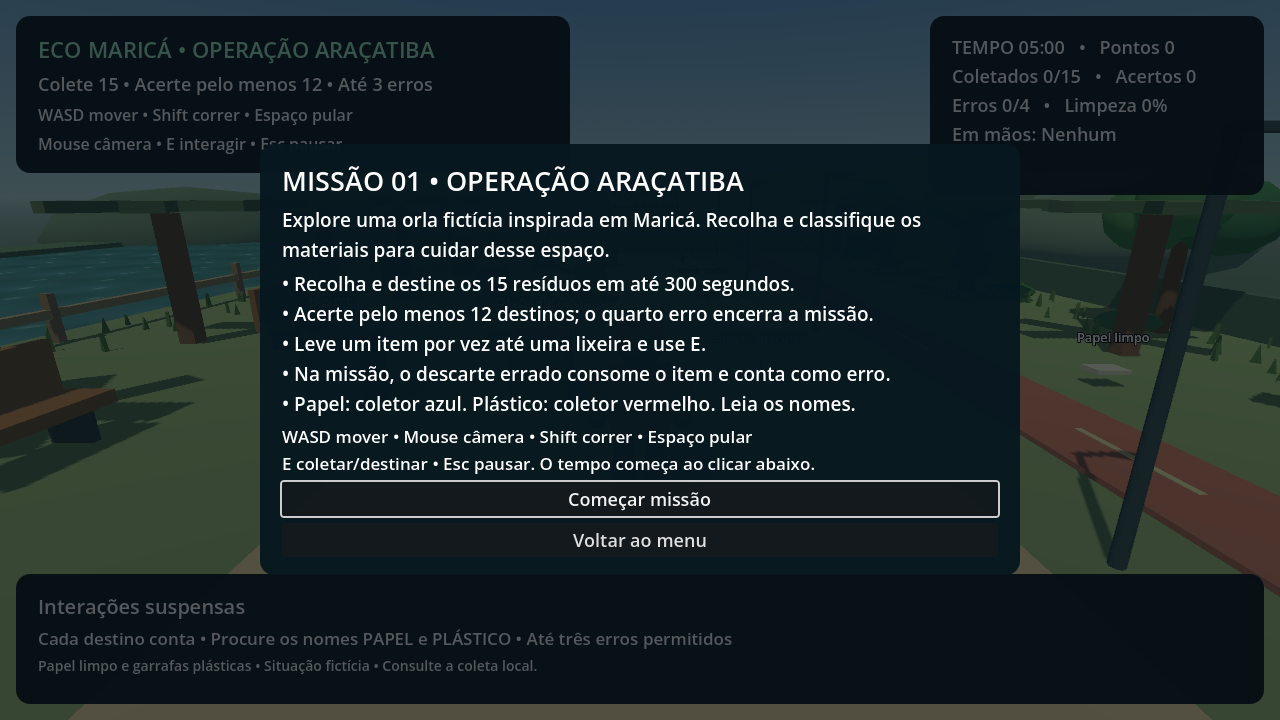 ECO MARICÁ • OPERAÇÃO ARAÇATIBA
Colete 15 • Acerte pelo menos 12 • Até 3 erros
WASD mover • Shift correr • Espaço pular
Mouse câmera • E interagir • Esc pausar
TEMPO 05:00 • Pontos 0
Coletados 0/15 • Acertos 0
Erros 0/4 • Limpeza 0%
Em mãos: Nenhum
MISSÃO 01 • OPERAÇÃO ARAÇATIBA
Explore uma orla fictícia inspirada em Maricá. Recolha e classifique os
materiais para cuidar desse espaço.
• Recolha e destine os 15 resíduos em até 300 segundos.
• Acerte pelo menos 12 destinos; o quarto erro encerra a missão.
• Leve um item por vez até uma lixeira e use E.
• Na missão, o descarte errado consome o item e conta como erro.
• Papel: coletor azul. Plástico: coletor vermelho. Leia os nomes.
WASD mover • Mouse câmera • Shift correr • Espaço pular
E coletar/destinar • Esc pausar. O tempo começa ao clicar abaixo.
Começar missão
Voltar ao menu
Papel limpo
Interações suspensas
Cada destino conta • Procure os nomes PAPEL e PLÁSTICO • Até três erros permitidos
Papel limpo e garrafas plásticas • Situação fictícia • Consulte a coleta local.